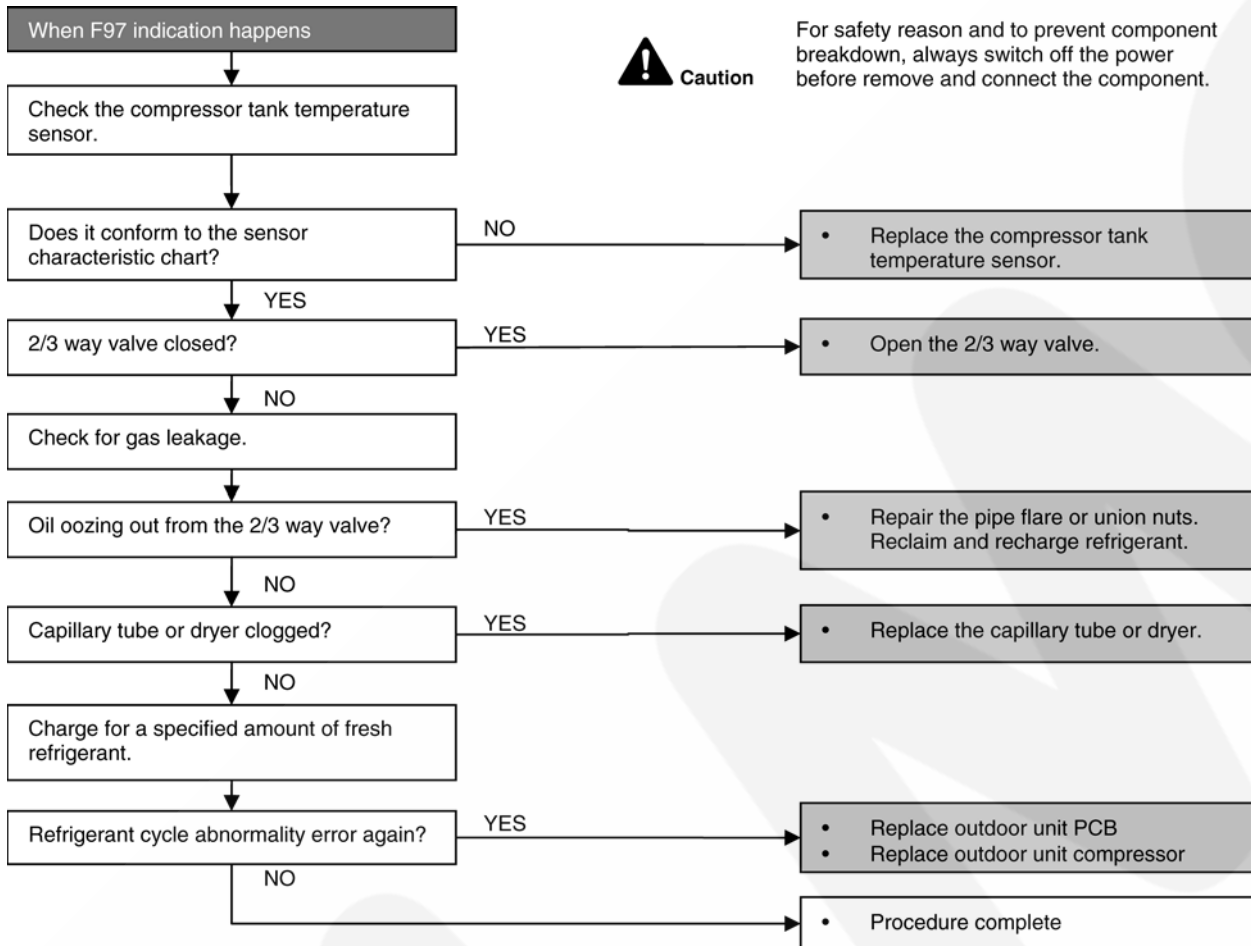 When F97 indication happens
Caution
For safety reason and to prevent component
breakdown, always switch off the power
before remove and connect the component.
Check the compressor tank temperature
sensor.
Does it conform to the sensor
characteristic chart?
NO
• Replace the compressor tank
temperature sensor.
YES
2/3 way valve closed?
YES
• Open the 2/3 way valve.
NO
Check for gas leakage.
Oil oozing out from the 2/3 way valve?
YES
• Repair the pipe flare or union nuts.
Reclaim and recharge refrigerant.
NO
Capillary tube or dryer clogged?
YES
• Replace the capillary tube or dryer.
NO
Charge for a specified amount of fresh
refrigerant.
Refrigerant cycle abnormality error again?
YES
• Replace outdoor unit PCB
• Replace outdoor unit compressor
NO
• Procedure complete